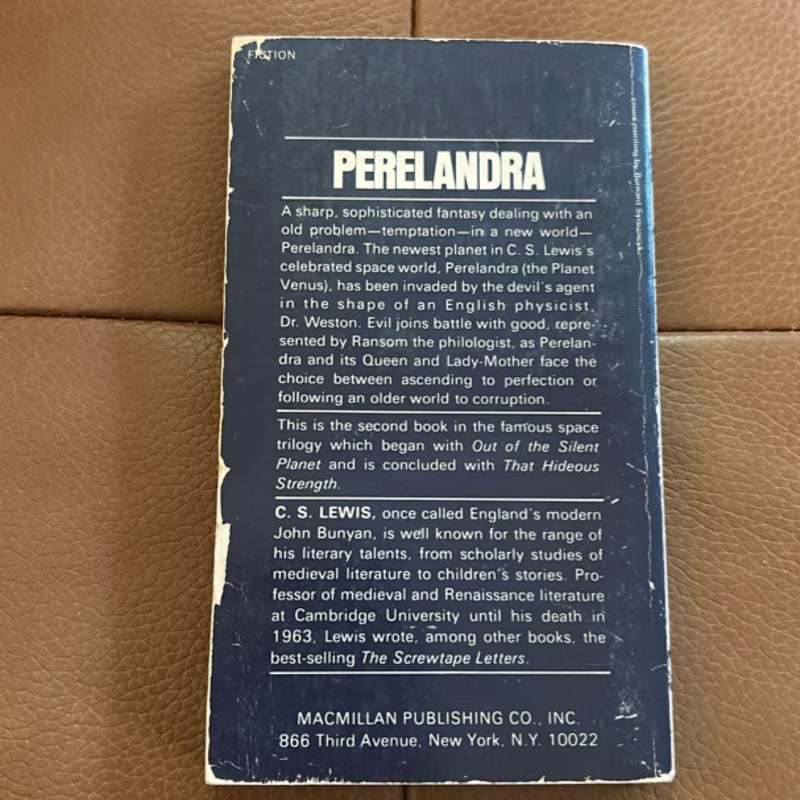 FICTION
PERELANDRA
A sharp, sophisticated fantasy dealing with an
old problem—temptation—in a new world—
Perelandra. The newest planet in C. S. Lewis's
celebrated space world, Perelandra (the Planet
Venus), has been invaded by the devil's agent
in the shape of an English physicist,
Dr. Weston. Evil joins battle with good, repre-
sented by Ransom the philologist, as Perelan-
dra and its Queen and Lady-Mother face the
choice between ascending to perfection or
following an older world to corruption.
This is the second book in the famous space
trilogy which began with Out of the Silent
Planet and is concluded with That Hideous
Strength.
C. S. LEWIS, once called England's modern
John Bunyan, is well known for the range of
his literary talents, from scholarly studies of
medieval literature to children's stories. Pro-
fessor of medieval and Renaissance literature
at Cambridge University until his death in
1963, Lewis wrote, among other books, the
best-selling The Screwtape Letters.
MACMILLAN PUBLISHING CO., INC.
866 Third Avenue, New York, N.Y. 10022
Cover painting by